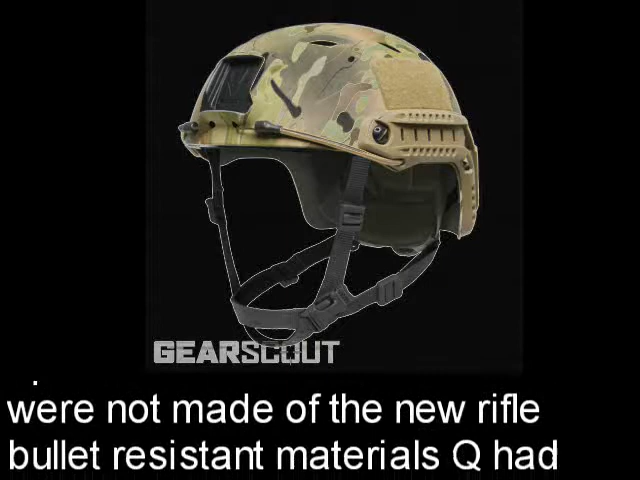 GEARSCOUT
.
were not made of the new rifle
bullet resistant materials Q had